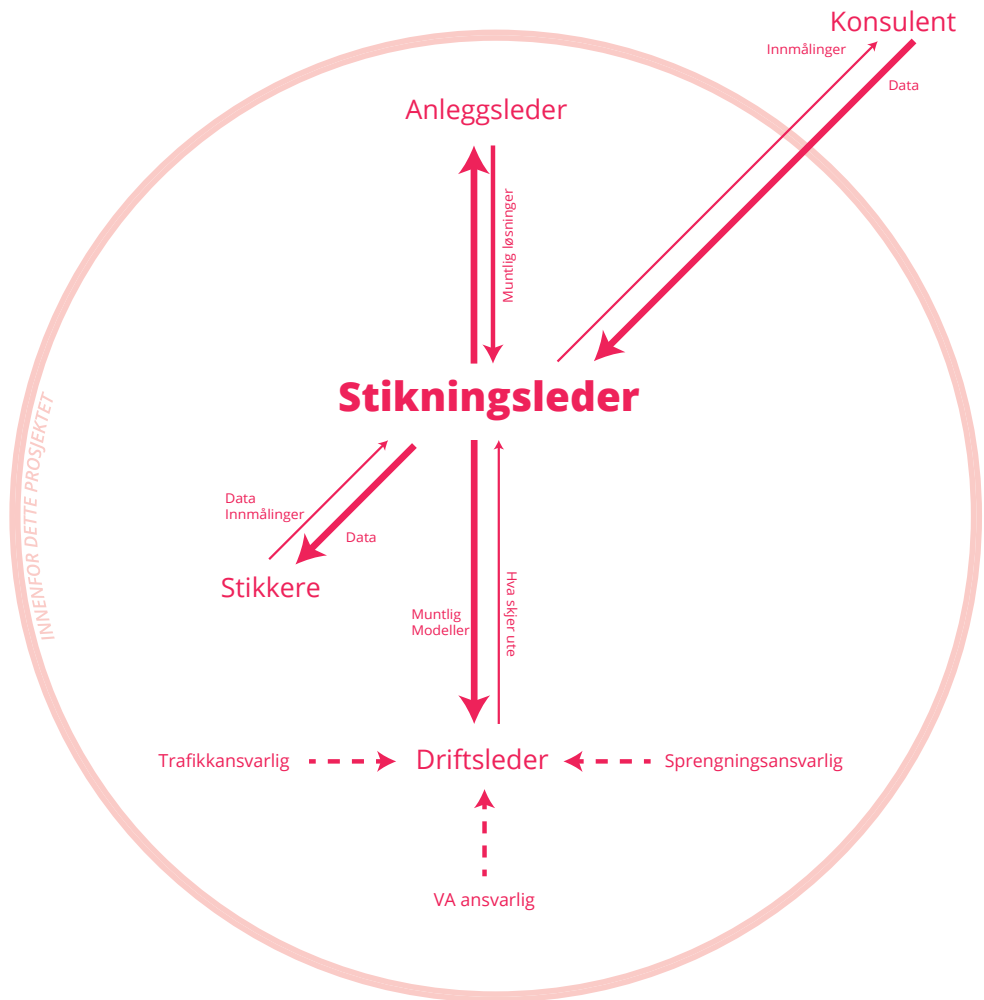 Konsulent
Innmålinger
Data
Anleggsleder
Muntlig løsninger
Stikningsleder
INNENFOR DETTE PROSJEKTET
Data
Innmålinger
Data
Stikkere
Muntlig
Modeller
Hva skjer ute
Trafikkansvarlig
Driftsleder
Sprengningsansvarlig
VA ansvarlig